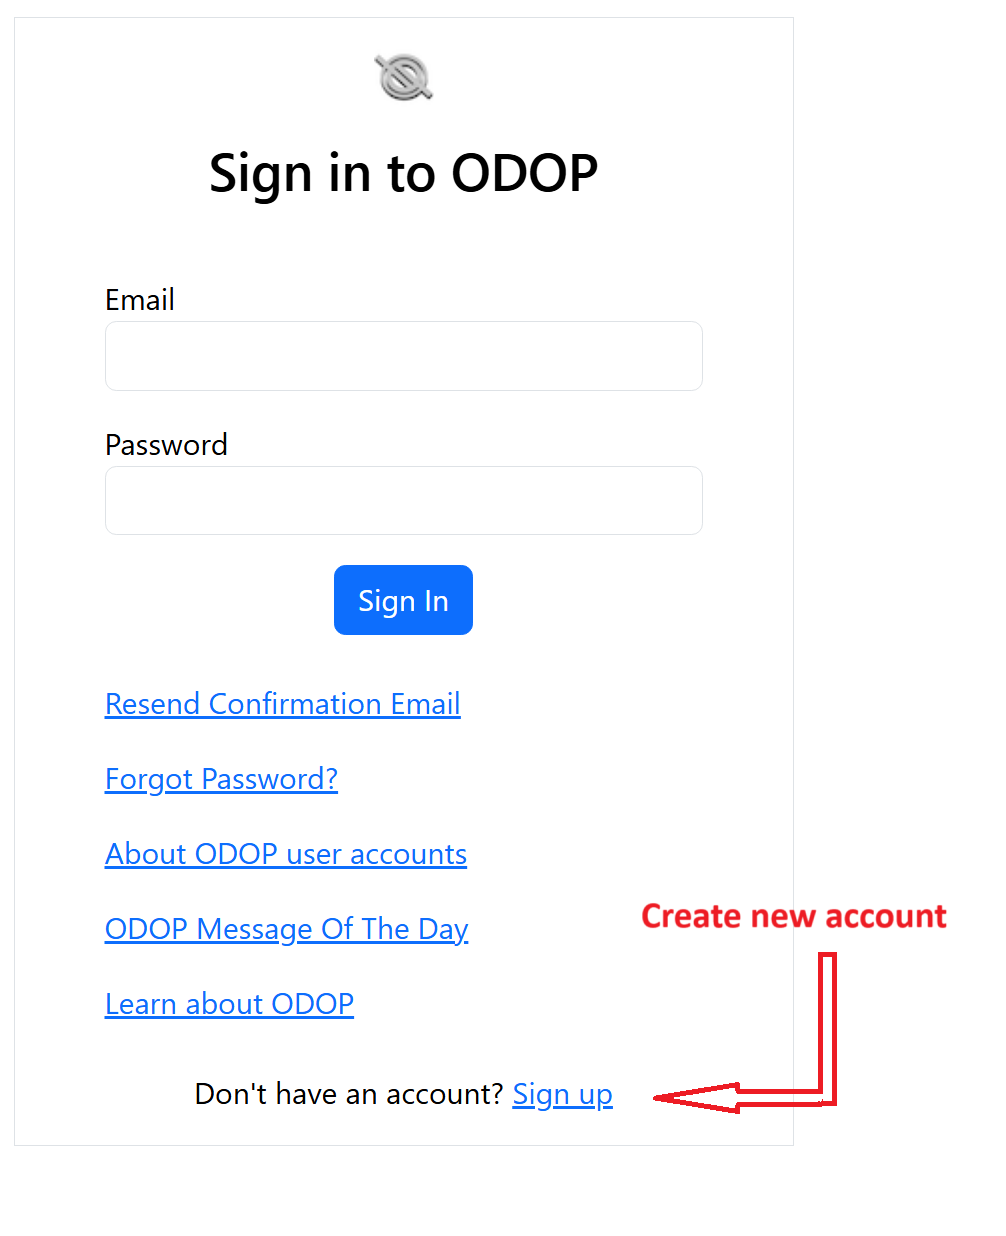 Sign in to ODOP
Email
Password
Sign In
Resend Confirmation Email
Forgot Password?
About ODOP user accounts
ODOP Message Of The Day
Create new account
Learn about ODOP
Don't have an account? Sign up